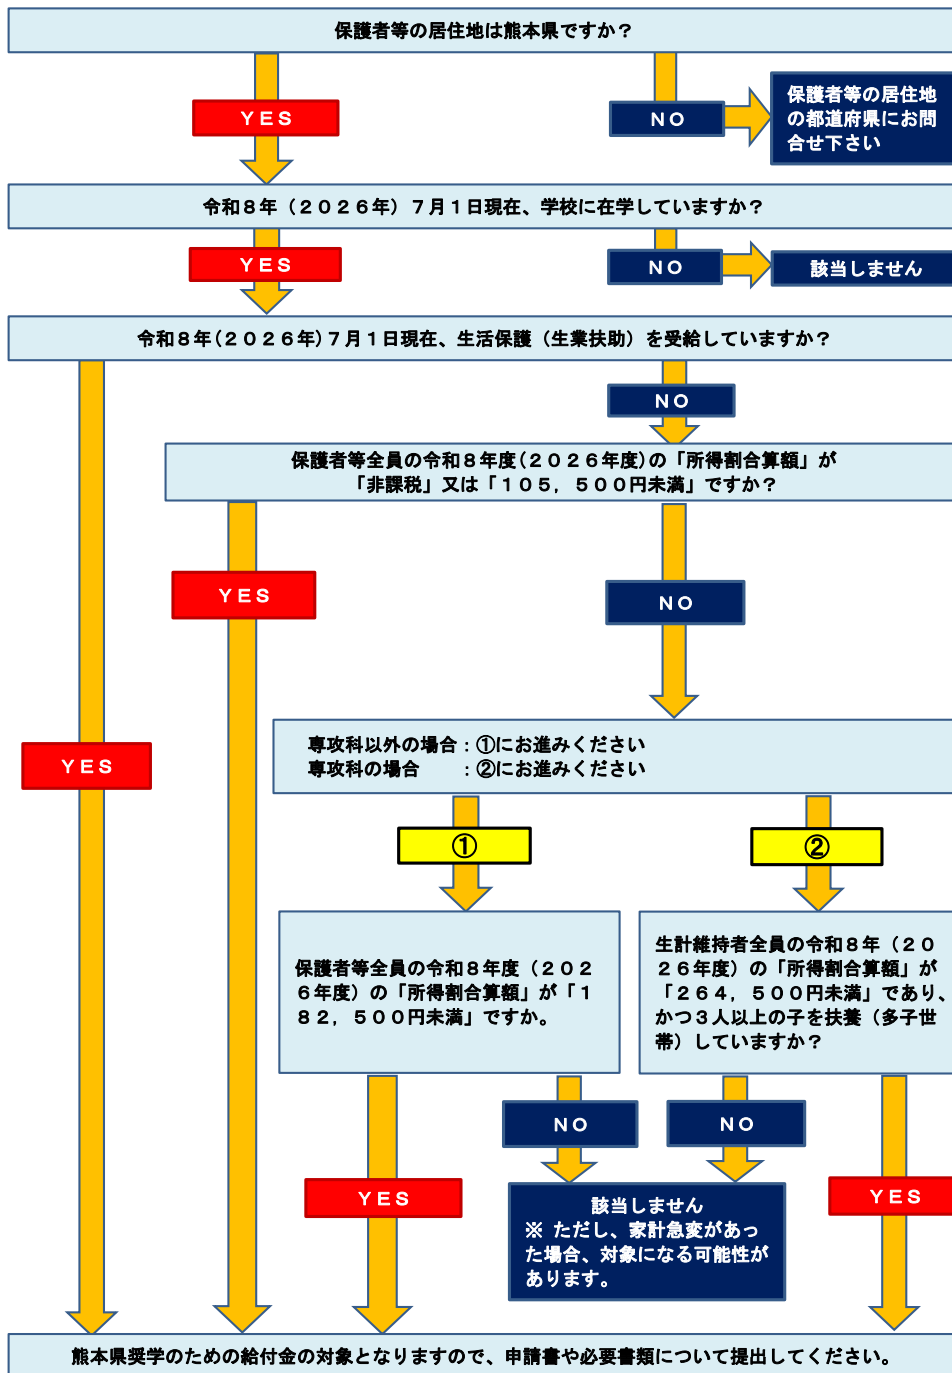 保護者等の居住地は熊本県ですか？
ＹＥＳ
ＮＯ
保護者等の居住地
の都道府県にお問
合せ下さい
令和８年（２０２６年）７月１日現在、学校に在学していますか？
ＹＥＳ
ＮＯ
該当しません
令和８年(２０２６年)７月１日現在、生活保護（生業扶助）を受給していますか？
ＮＯ
保護者等全員の令和８年度(２０２６年度)の「所得割合算額」が
「非課税」又は「１０５，５００円未満」ですか？
ＹＥＳ
ＮＯ
ＹＥＳ
専攻科以外の場合：①にお進みください
専攻科の場合　　：②にお進みください
①
②
保護者等全員の令和８年度（２０２
６年度）の「所得割合算額」が「１
８２，５００円未満」ですか。
生計維持者全員の令和８年（２０
２６年度）の「所得割合算額」が
「２６４，５００円未満」であり、
かつ３人以上の子を扶養（多子世
帯）していますか？
ＮＯ
ＮＯ
ＹＥＳ
ＹＥＳ
該当しません
※ ただし、家計急変があっ
た場合、対象になる可能性が
あります。
熊本県奨学のための給付金の対象となりますので、申請書や必要書類について提出してください。